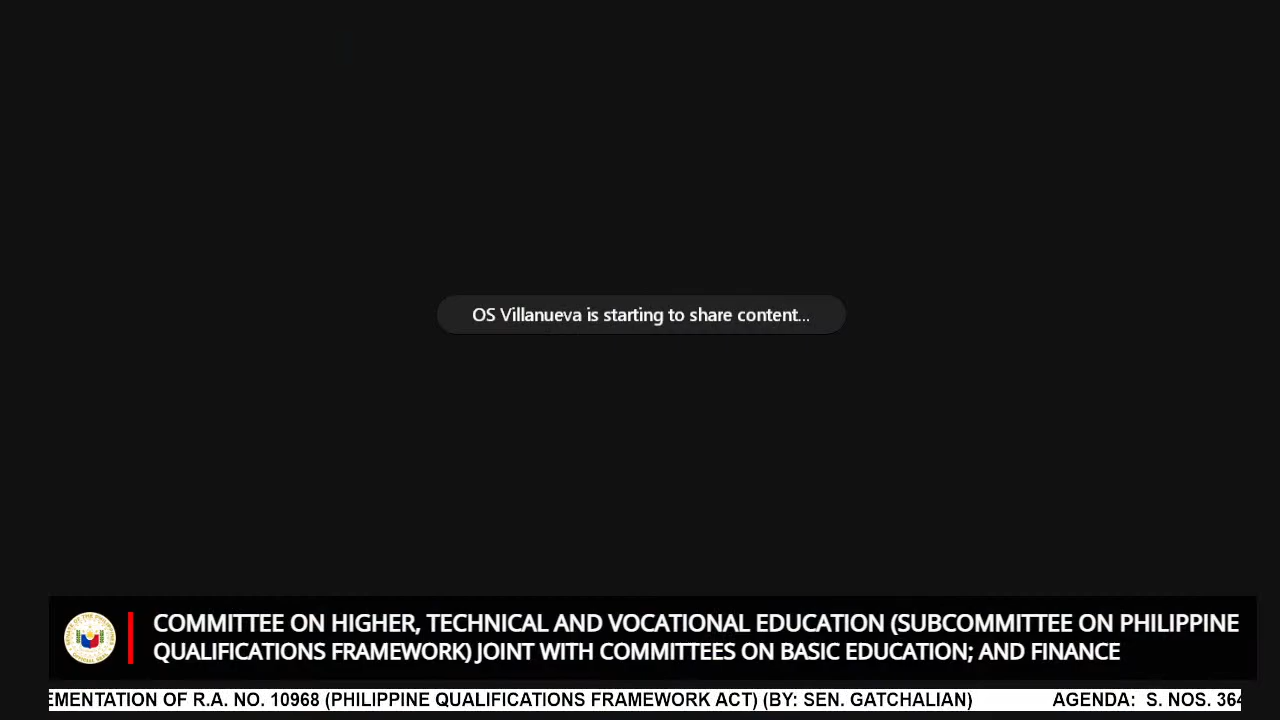 OS Villanueva is starting to share content...
COMMITTEE ON HIGHER, TECHNICAL AND VOCATIONAL EDUCATION (SUBCOMMITTEE ON PHILIPPINE
QUALIFICATIONS FRAMEWORK) JOINT WITH COMMITTEES ON BASIC EDUCATION; AND FINANCE
EMENTATION OF R.A. NO. 10968 (PHILIPPINE QUALIFICATIONS FRAMEWORK ACT) (BY: SEN. GATCHALIAN) AGENDA: S. NOS. 364